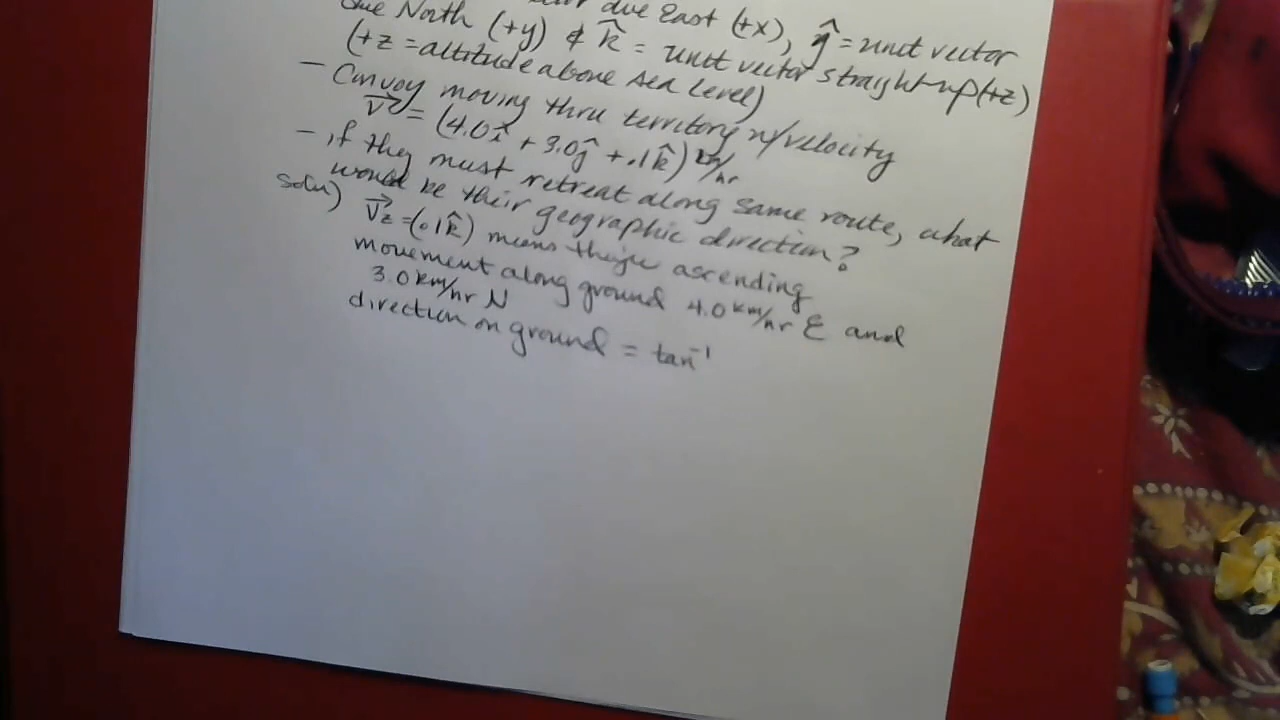 due East (+x), ĵ = unit vector
due North (+y) & k̂ = unit vector straight up (+z)
(+z = altitude above sea level)
- Convoy moving thru territory w/velocity
v⃗c = (4.0î + 3.0ĵ + .1k̂) km/hr
- if they must retreat along same route, what
would be their geographic direction?
Soln) v⃗z = (.1k̂) means they're ascending
movement along ground 4.0 km/hr E and
3.0 km/hr N
direction on ground = tan⁻¹